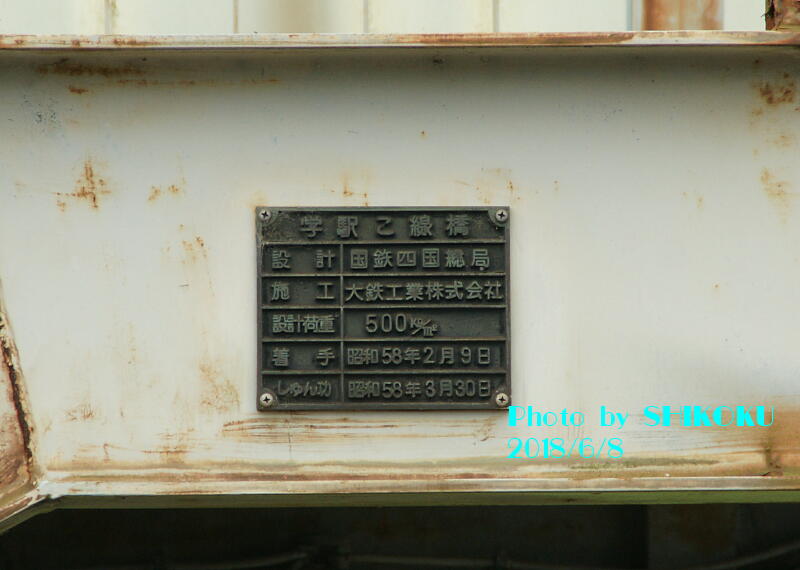 学駅乙線橋
設計 国鉄四国総局
施工 大鉄工業株式会社
設計荷重 500kg/m²
着手 昭和58年2月9日
しゅん功 昭和58年3月30日
Photo by SHIKOKU
2018/6/8